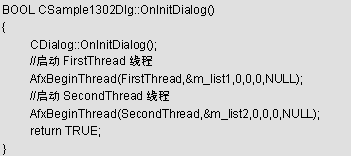 BOOL CSample1302Dlg::OnInitDialog()
{
CDialog::OnInitDialog();
//启动 FirstThread 线程
AfxBeginThread(FirstThread,&m_list1,0,0,0,NULL);
//启动 SecondThread 线程
AfxBeginThread(SecondThread,&m_list2,0,0,0,NULL);
return TRUE;
}